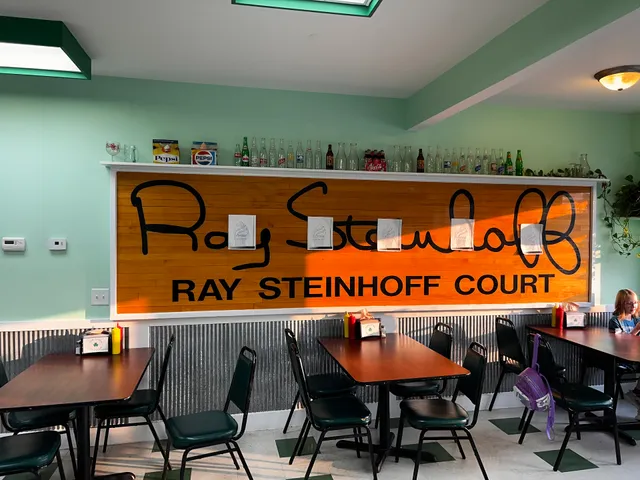 Pepsi
PEPSI
Ray Steinhoff
RAY STEINHOFF COURT